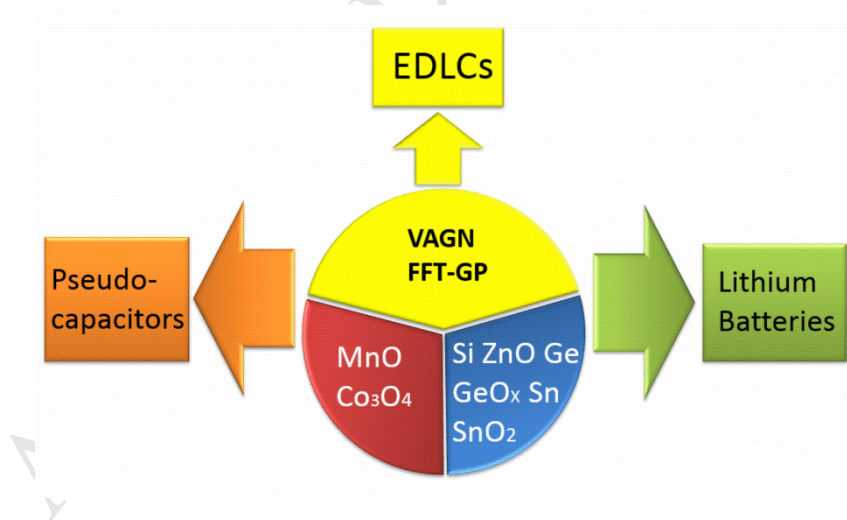 EDLCs
VAGN
FFT-GP
Pseudo-
capacitors
Lithium
Batteries
MnO
Co₃O₄
Si ZnO Ge
GeOx Sn
SnO₂